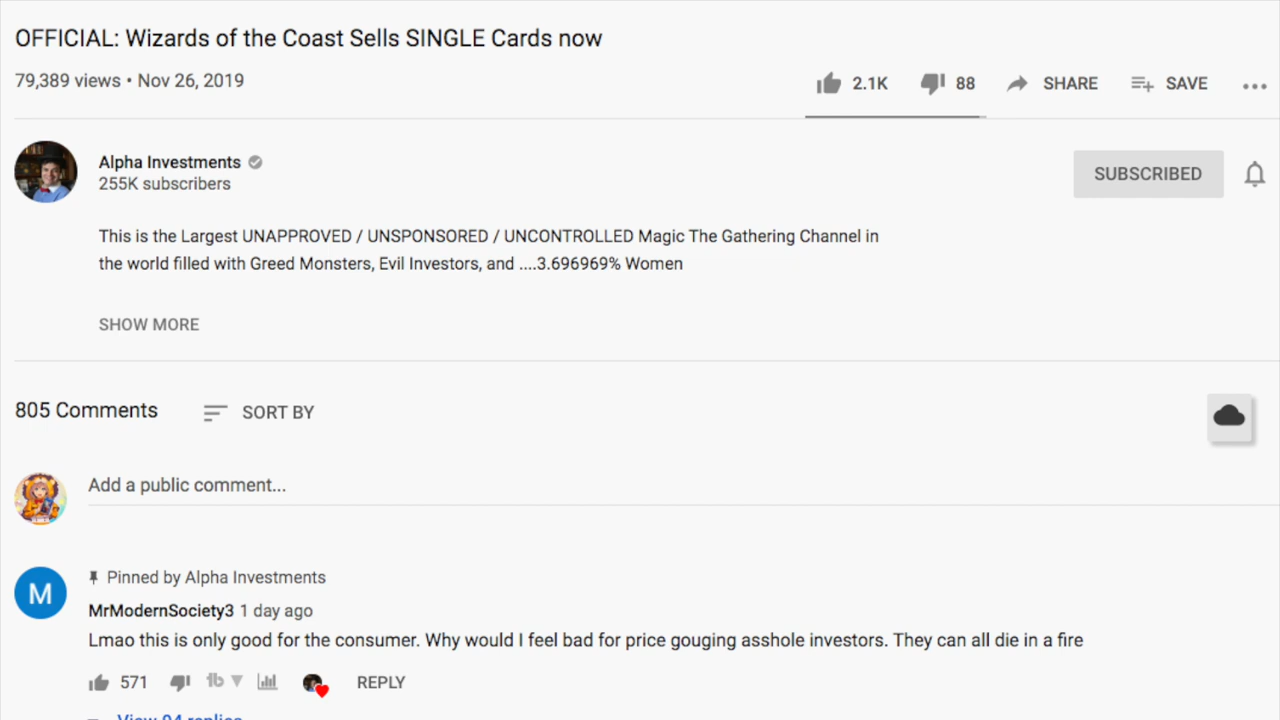 OFFICIAL: Wizards of the Coast Sells SINGLE Cards now
79,389 views • Nov 26, 2019
2.1K
88
SHARE
SAVE
Alpha Investments
255K subscribers
SUBSCRIBED
This is the Largest UNAPPROVED / UNSPONSORED / UNCONTROLLED Magic The Gathering Channel in
the world filled with Greed Monsters, Evil Investors, and ....3.696969% Women
SHOW MORE
805 Comments
SORT BY
Add a public comment...
M
Pinned by Alpha Investments
MrModernSociety3 1 day ago
Lmao this is only good for the consumer. Why would I feel bad for price gouging asshole investors. They can all die in a fire
571
REPLY
View 94 replies